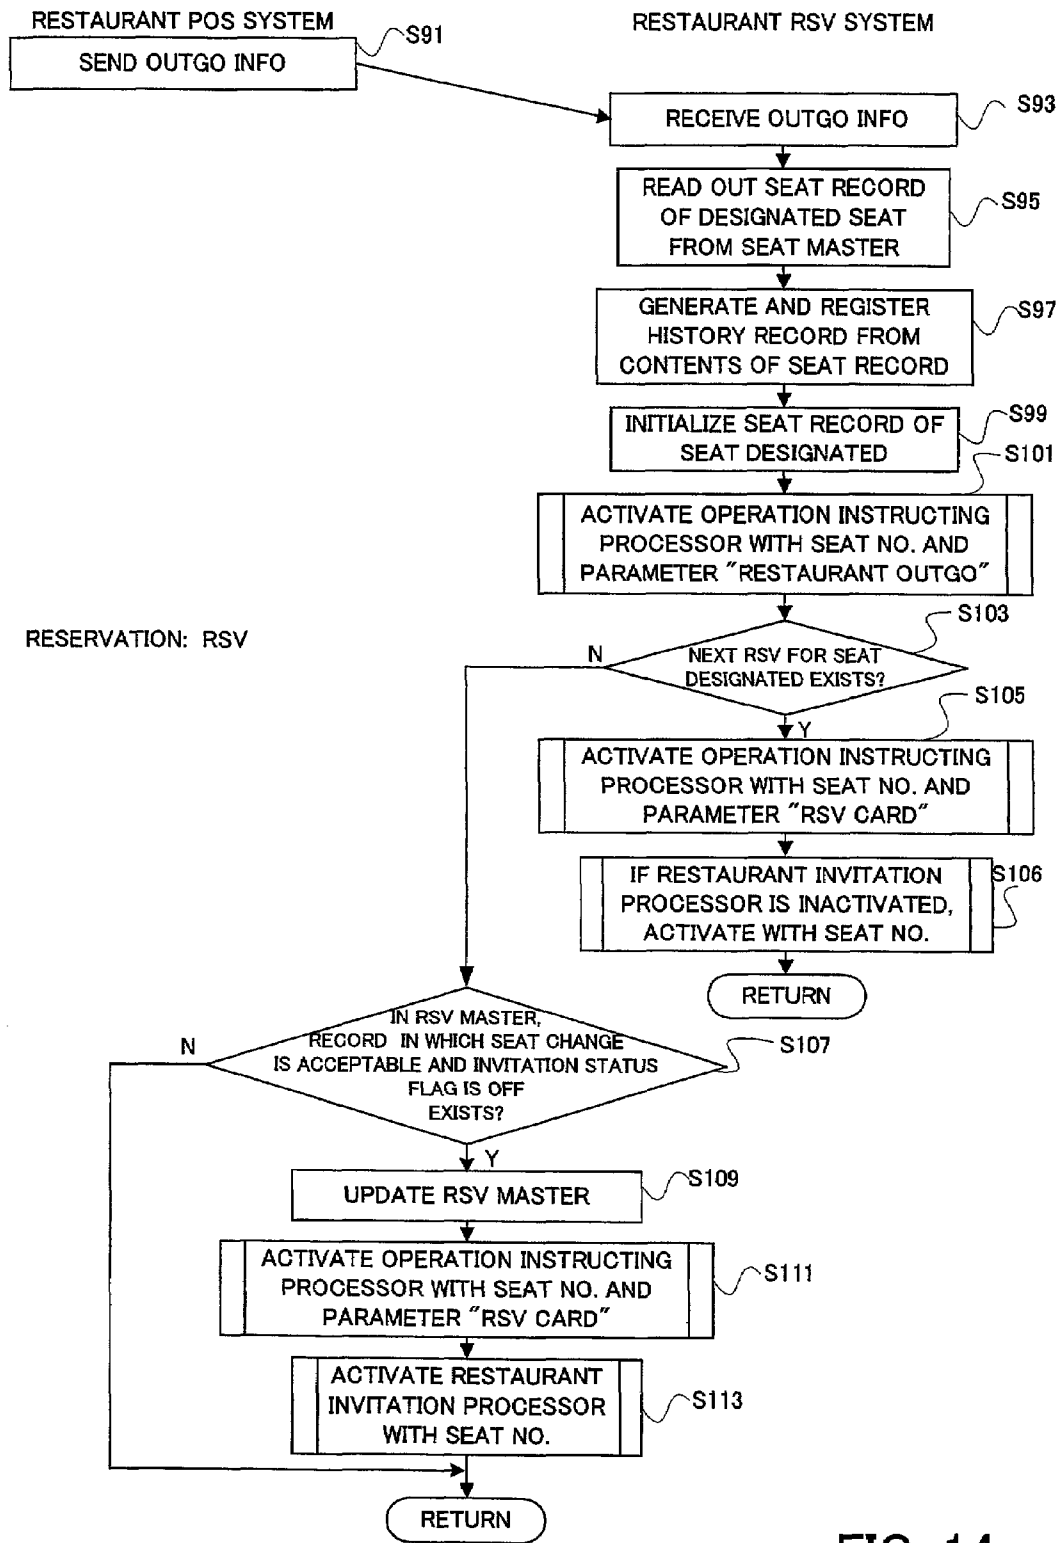 RESTAURANT POS SYSTEM
RESTAURANT RSV SYSTEM
S91
SEND OUTGO INFO
S93
RECEIVE OUTGO INFO
S95
READ OUT SEAT RECORD
OF DESIGNATED SEAT
FROM SEAT MASTER
S97
GENERATE AND REGISTER
HISTORY RECORD FROM
CONTENTS OF SEAT RECORD
S99
INITIALIZE SEAT RECORD OF
SEAT DESIGNATED
S101
ACTIVATE OPERATION INSTRUCTING
PROCESSOR WITH SEAT NO. AND
PARAMETER "RESTAURANT OUTGO"
S103
RESERVATION: RSV
N
NEXT RSV FOR SEAT
DESIGNATED EXISTS?
S105
Y
ACTIVATE OPERATION INSTRUCTING
PROCESSOR WITH SEAT NO. AND
PARAMETER "RSV CARD"
S106
IF RESTAURANT INVITATION
PROCESSOR IS INACTIVATED,
ACTIVATE WITH SEAT NO.
RETURN
N
IN RSV MASTER,
RECORD IN WHICH SEAT CHANGE
IS ACCEPTABLE AND INVITATION STATUS
FLAG IS OFF
EXISTS?
S107
Y
UPDATE RSV MASTER
S109
ACTIVATE OPERATION INSTRUCTING
PROCESSOR WITH SEAT NO. AND
PARAMETER "RSV CARD"
S111
ACTIVATE RESTAURANT
INVITATION PROCESSOR
WITH SEAT NO.
S113
RETURN
FIG. 14